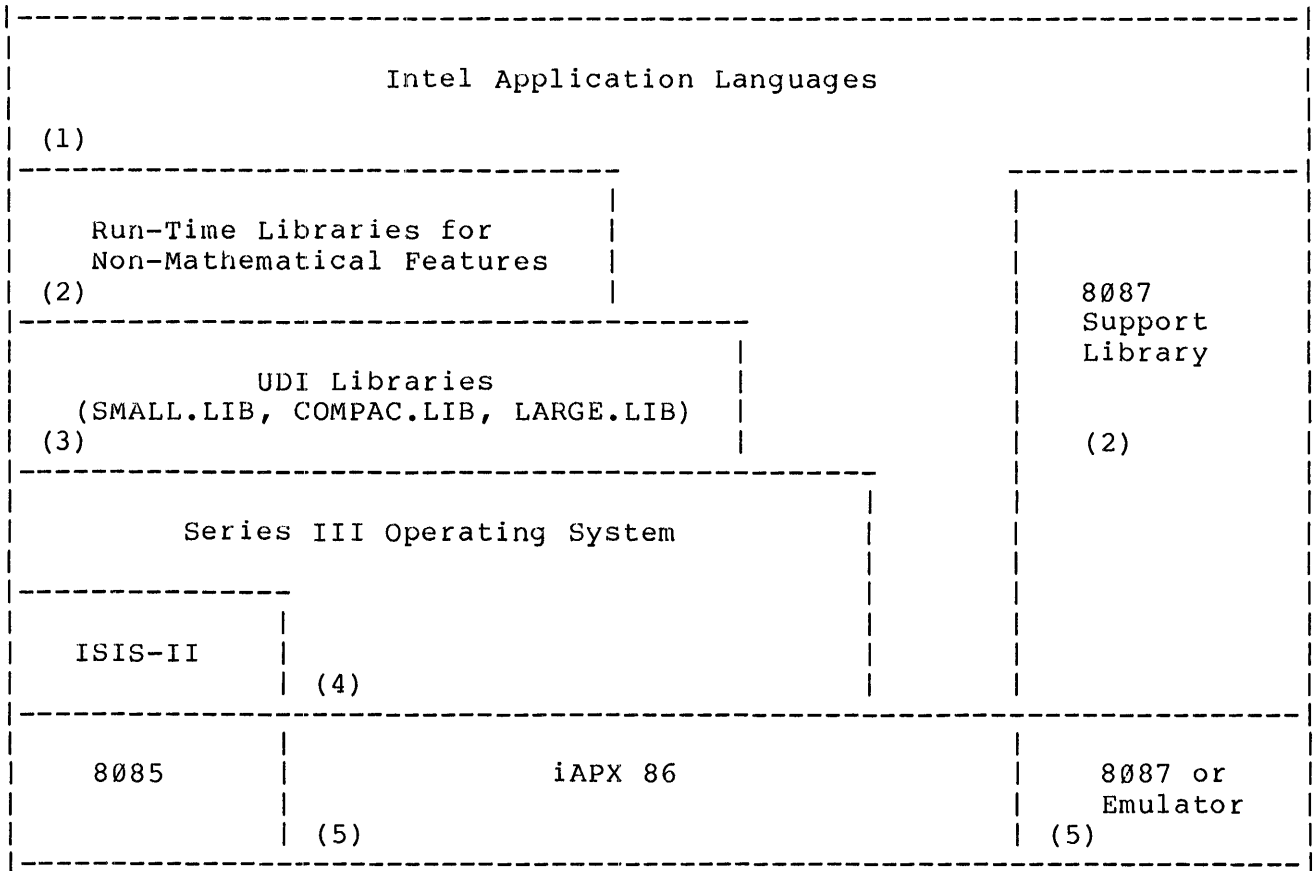 Intel Application Languages
(1)
Run-Time Libraries for
Non-Mathematical Features
(2)
8087
Support
Library
(2)
UDI Libraries
(SMALL.LIB, COMPAC.LIB, LARGE.LIB)
(3)
Series III Operating System
ISIS-II
(4)
8085
iAPX 86
(5)
8087 or
Emulator
(5)